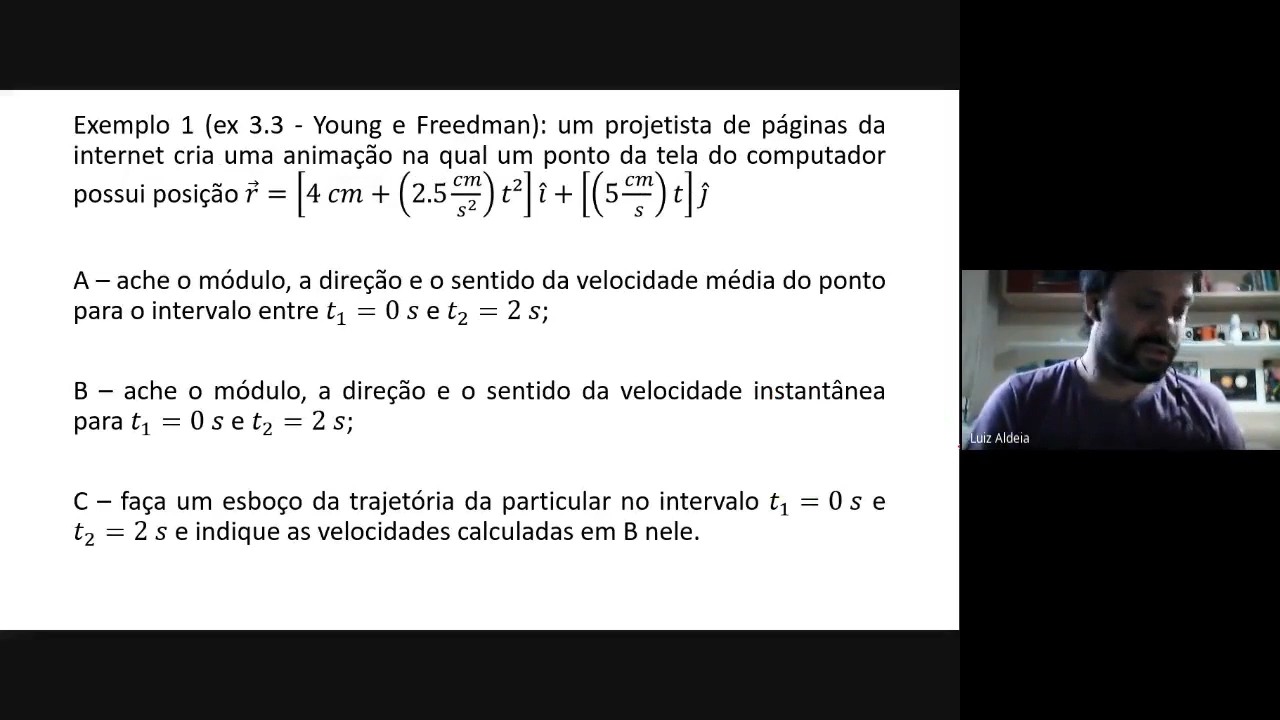 Exemplo 1 (ex 3.3 - Young e Freedman): um projetista de páginas da
internet cria uma animação na qual um ponto da tela do computador
possui posição r⃗ = [4 cm + (2.5 cm/s²) t²] î + [(5 cm/s) t] ĵ
A – ache o módulo, a direção e o sentido da velocidade média do ponto
para o intervalo entre t₁ = 0 s e t₂ = 2 s;
B – ache o módulo, a direção e o sentido da velocidade instantânea
para t₁ = 0 s e t₂ = 2 s;
C – faça um esboço da trajetória da particular no intervalo t₁ = 0 s e
t₂ = 2 s e indique as velocidades calculadas em B nele.
Luiz Aldeia